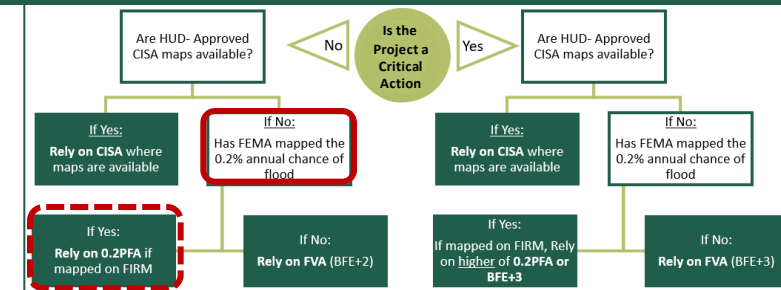 Are HUD- Approved
CISA maps available?
No
Is the
Project a
Critical
Action
Yes
Are HUD- Approved
CISA maps available?
If Yes:
Rely on CISA where
maps are available
If No:
Has FEMA mapped the
0.2% annual chance of
flood
If Yes:
Rely on CISA where
maps are available
If No:
Has FEMA mapped the
0.2% annual chance of
flood
If Yes:
Rely on 0.2PFA if
mapped on FIRM
If No:
Rely on FVA (BFE+2)
If Yes:
If mapped on FIRM, Rely
on higher of 0.2PFA or
BFE+3
If No:
Rely on FVA (BFE+3)